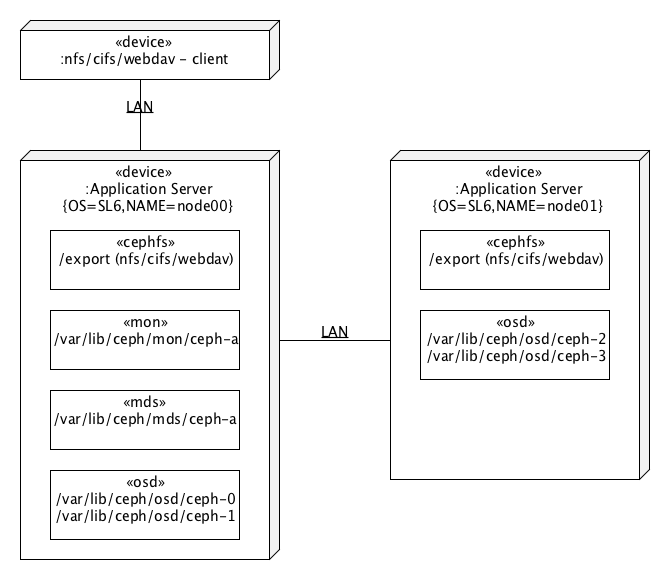 «device»
:nfs/cifs/webdav - client
LAN
«device»
:Application Server
{OS=SL6,NAME=node00}
«cephfs»
/export (nfs/cifs/webdav)
«mon»
/var/lib/ceph/mon/ceph-a
«mds»
/var/lib/ceph/mds/ceph-a
«osd»
/var/lib/ceph/osd/ceph-0
/var/lib/ceph/osd/ceph-1
LAN
«device»
:Application Server
{OS=SL6,NAME=node01}
«cephfs»
/export (nfs/cifs/webdav)
«osd»
/var/lib/ceph/osd/ceph-2
/var/lib/ceph/osd/ceph-3